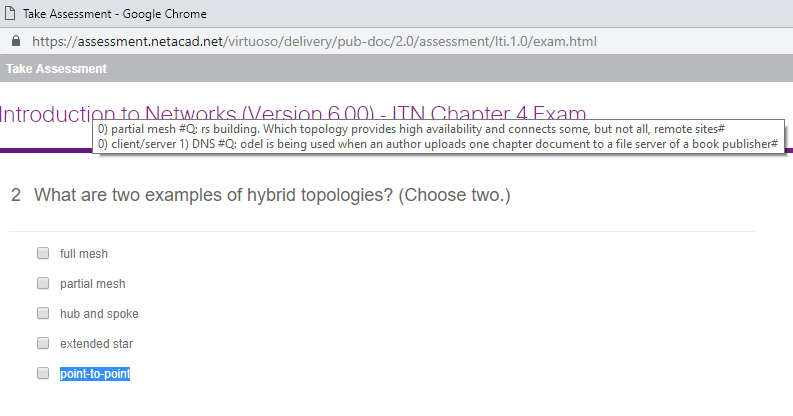 Take Assessment - Google Chrome
https://assessment.netacad.net/virtuoso/delivery/pub-doc/2.0/assessment/lti.1.0/exam.html
Take Assessment
Introduction to Networks (Version 6.00) - ITN Chapter 4 Exam
0) partial mesh #Q: rs building. Which topology provides high availability and connects some, but not all, remote sites#
0) client/server 1) DNS #Q: odel is being used when an author uploads one chapter document to a file server of a book publisher#
2 What are two examples of hybrid topologies? (Choose two.)
full mesh
partial mesh
hub and spoke
extended star
point-to-point